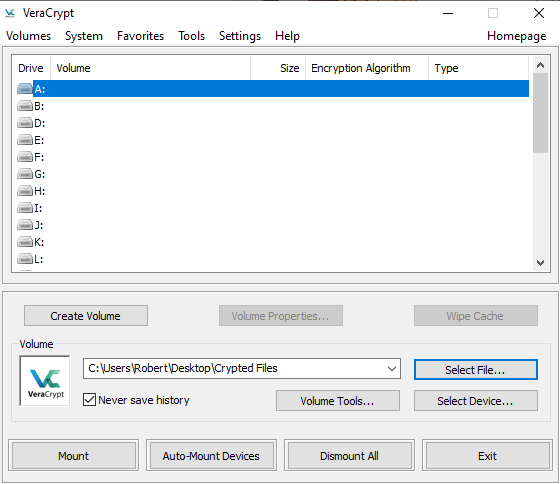 VeraCrypt
Volumes System Favorites Tools Settings Help Homepage
Drive Volume Size Encryption Algorithm Type
A:
B:
D:
E:
F:
G:
H:
I:
J:
K:
L:
Create Volume Volume Properties... Wipe Cache
Volume
VC
VeraCrypt
C:\Users\Robert\Desktop\Crypted Files Select File...
Never save history Volume Tools... Select Device...
Mount Auto-Mount Devices Dismount All Exit